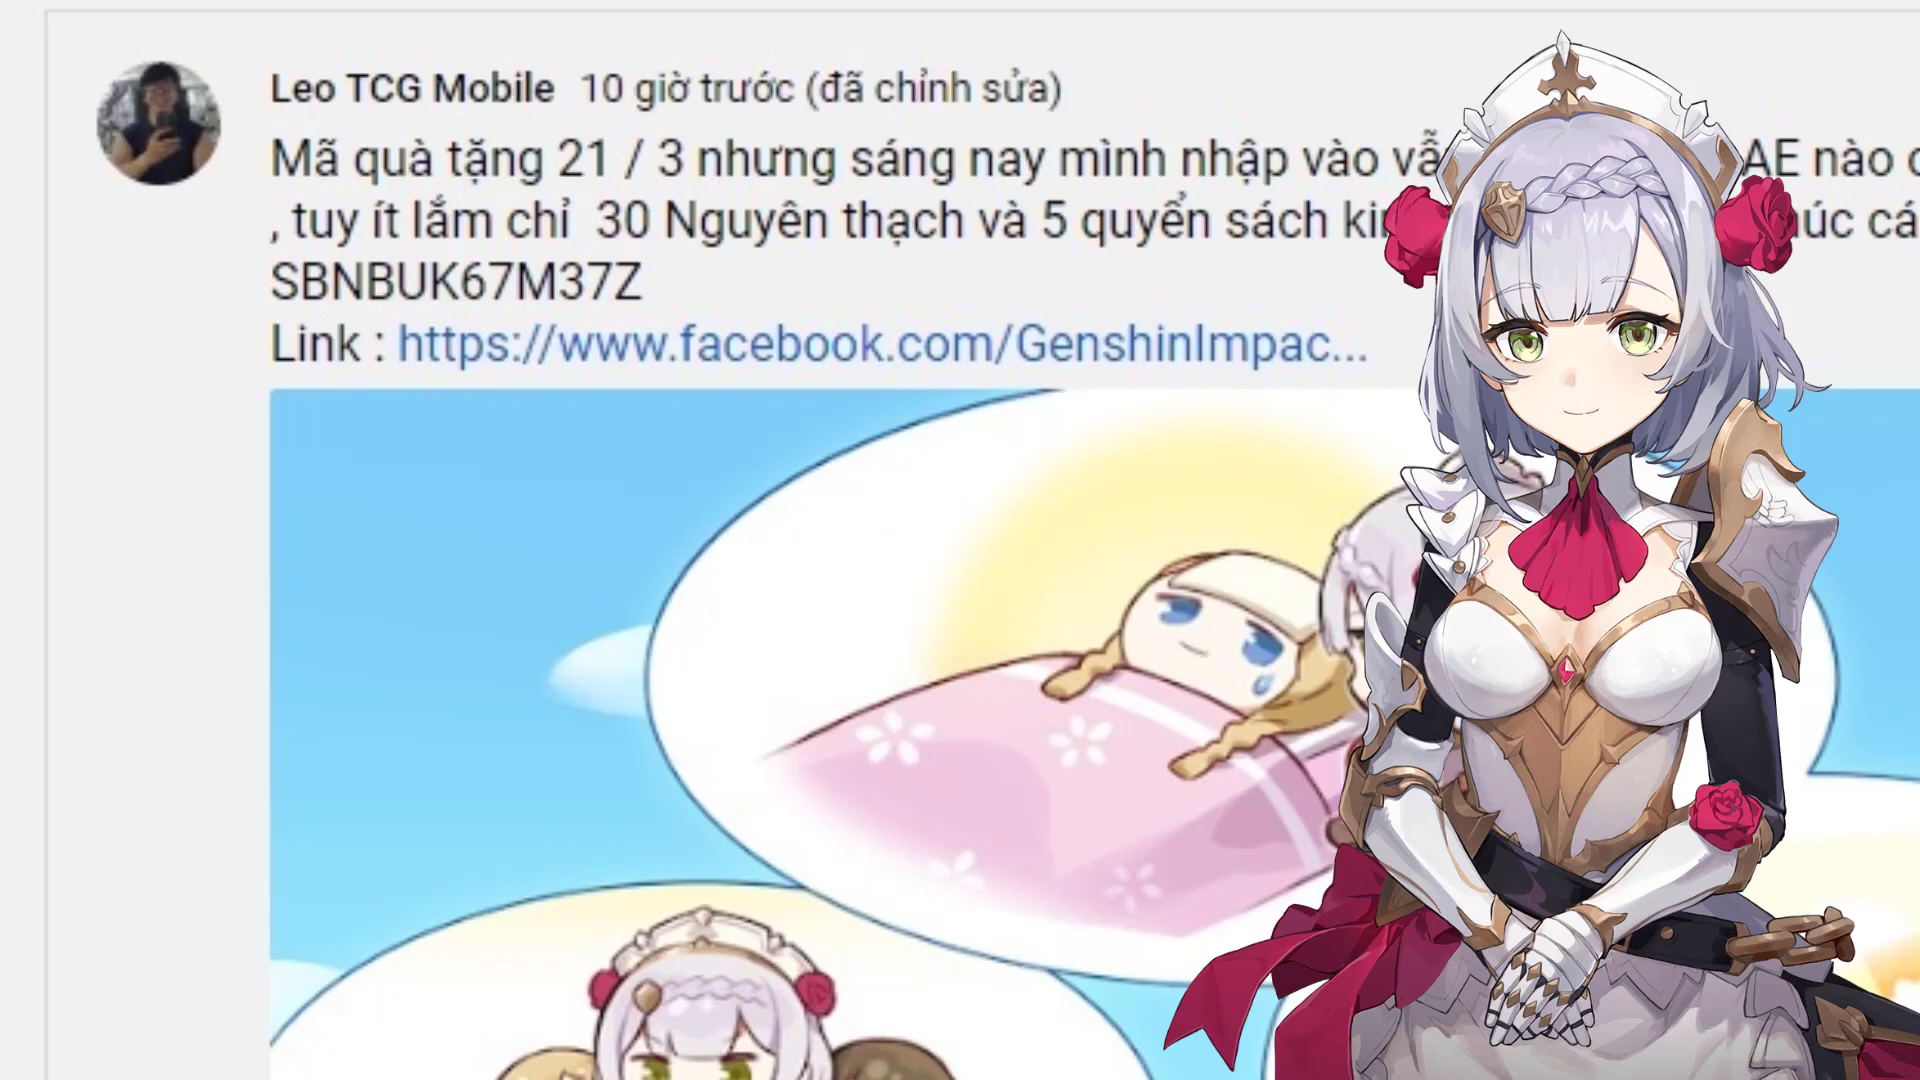 Leo TCG Mobile 10 giờ trước (đã chỉnh sửa)
Mã quà tặng 21 / 3 nhưng sáng nay mình nhập vào AE nào
, tuy ít lắm chỉ 30 Nguyên thạch và 5 quyển sách
SBNBUK67M37Z
Link : https://www.facebook.com/GenshinImpac...